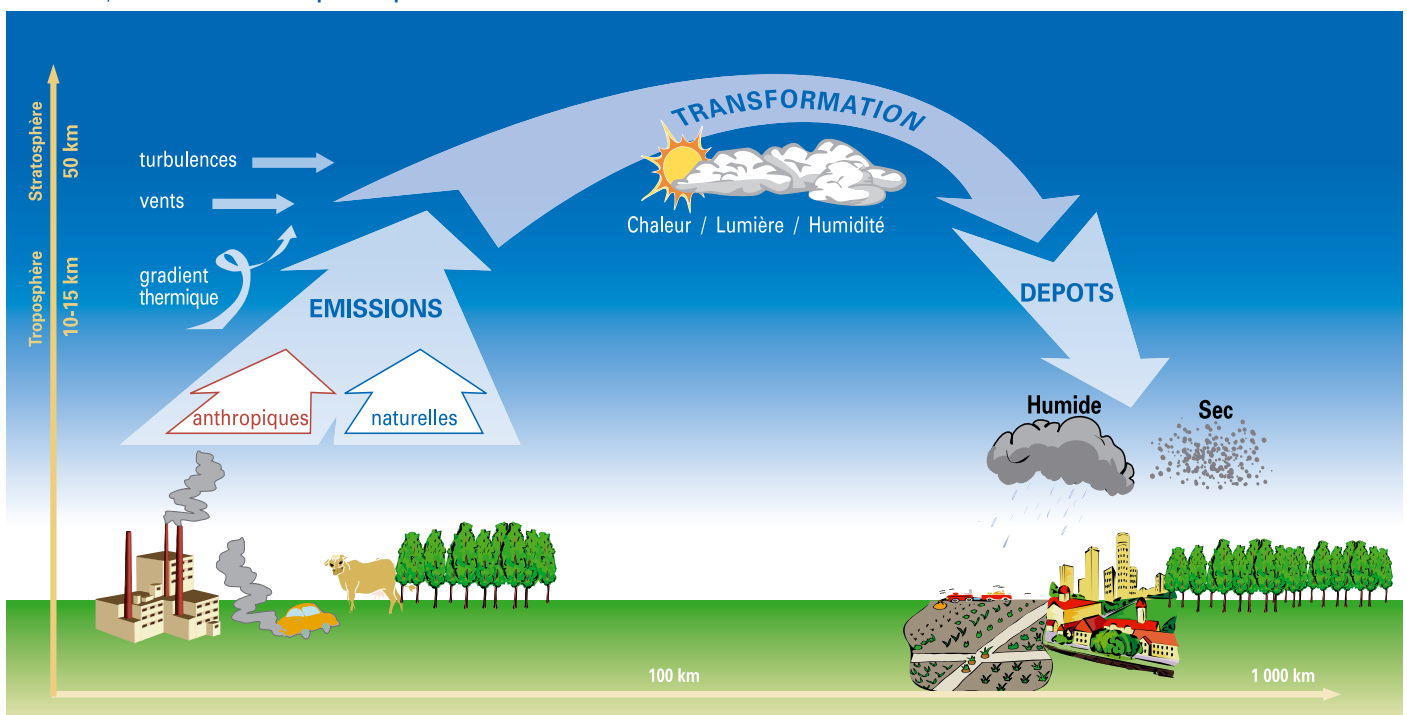 TRANSFORMATION
Stratosphère
50 km
turbulences
vents
Chaleur / Lumière / Humidité
gradient
thermique
Troposphère
10-15 km
EMISSIONS
DEPOTS
anthropiques
naturelles
Humide
Sec
100 km
1 000 km